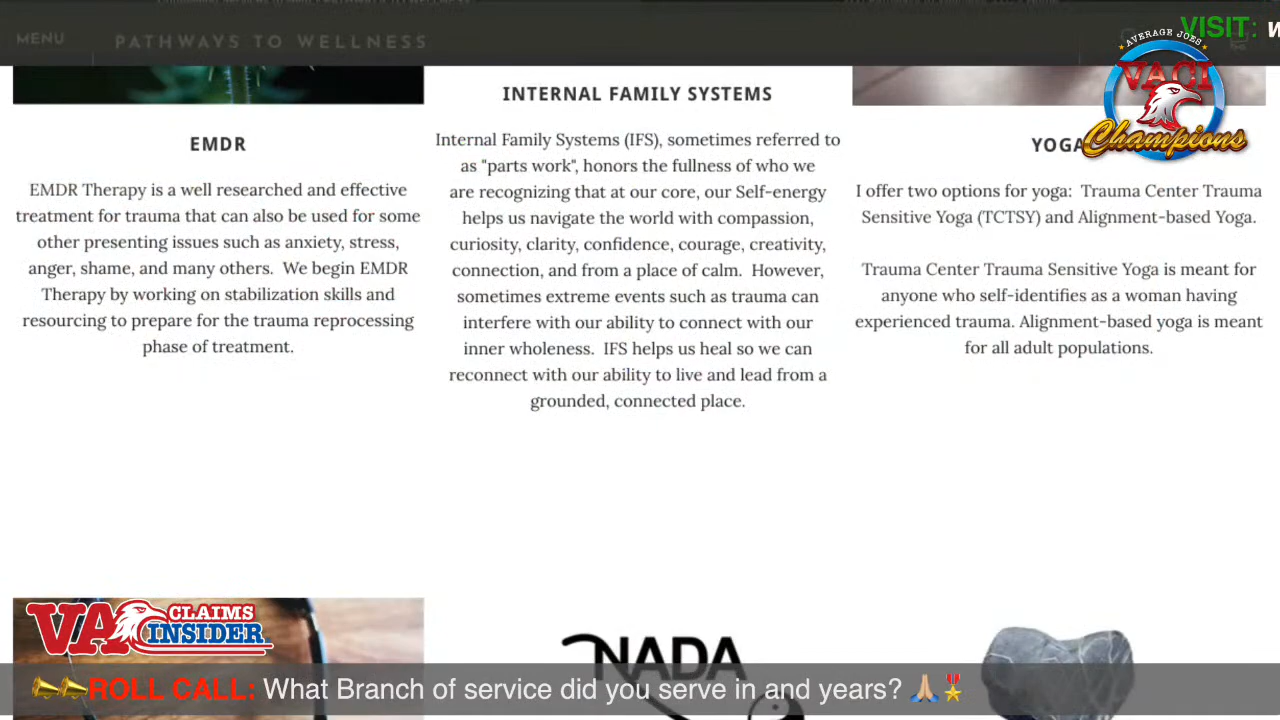 MENU
PATHWAYS TO WELLNESS
VISIT:
AVERAGE JOES
VACI
Champions
EMDR
EMDR Therapy is a well researched and effective
treatment for trauma that can also be used for some
other presenting issues such as anxiety, stress,
anger, shame, and many others.  We begin EMDR
Therapy by working on stabilization skills and
resourcing to prepare for the trauma reprocessing
phase of treatment.
INTERNAL FAMILY SYSTEMS
Internal Family Systems (IFS), sometimes referred to
as "parts work", honors the fullness of who we
are recognizing that at our core, our Self-energy
helps us navigate the world with compassion,
curiosity, clarity, confidence, courage, creativity,
connection, and from a place of calm.  However,
sometimes extreme events such as trauma can
interfere with our ability to connect with our
inner wholeness.  IFS helps us heal so we can
reconnect with our ability to live and lead from a
grounded, connected place.
YOGA
I offer two options for yoga:  Trauma Center Trauma
Sensitive Yoga (TCTSY) and Alignment-based Yoga.
Trauma Center Trauma Sensitive Yoga is meant for
anyone who self-identifies as a woman having
experienced trauma. Alignment-based yoga is meant
for all adult populations.
VA CLAIMS
INSIDER
NADA
ROLL CALL: What Branch of service did you serve in and years?